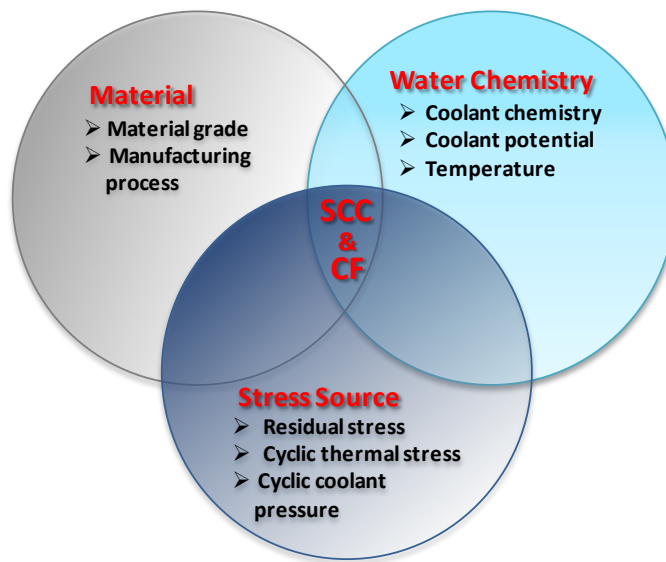 Material
➢ Material grade
➢ Manufacturing
process
Water Chemistry
➢ Coolant chemistry
➢ Coolant potential
➢ Temperature
SCC
&
CF
Stress Source
➢ Residual stress
➢ Cyclic thermal stress
➢ Cyclic coolant
pressure